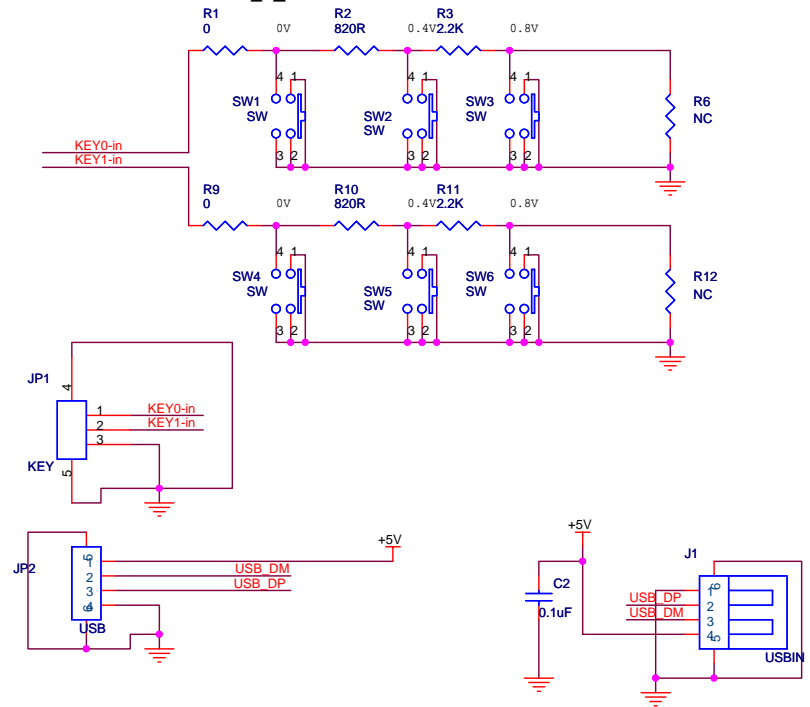 R1 R2 R3
0 0V 820R 0.4V 2.2K 0.8V
4 1 4 1 4 1
SW1 SW2 SW3 R6
SW SW SW NC
KEY0-in
KEY1-in
3 2 3 2 3 2
R9 R10 R11
0 0V 820R 0.4V 2.2K 0.8V
4 1 4 1 4 1
SW4 SW5 SW6 R12
SW SW SW NC
3 2 3 2 3 2
JP1
4
1 KEY0-in
2 KEY1-in
3
KEY
5
+5V
JP2
5
1
2 USB_DM
3 USB_DP
4
6
USB
+5V
C2
0.1uF
J1
6
1
USB_DP 2
USB_DM 3
4
5
USBIN